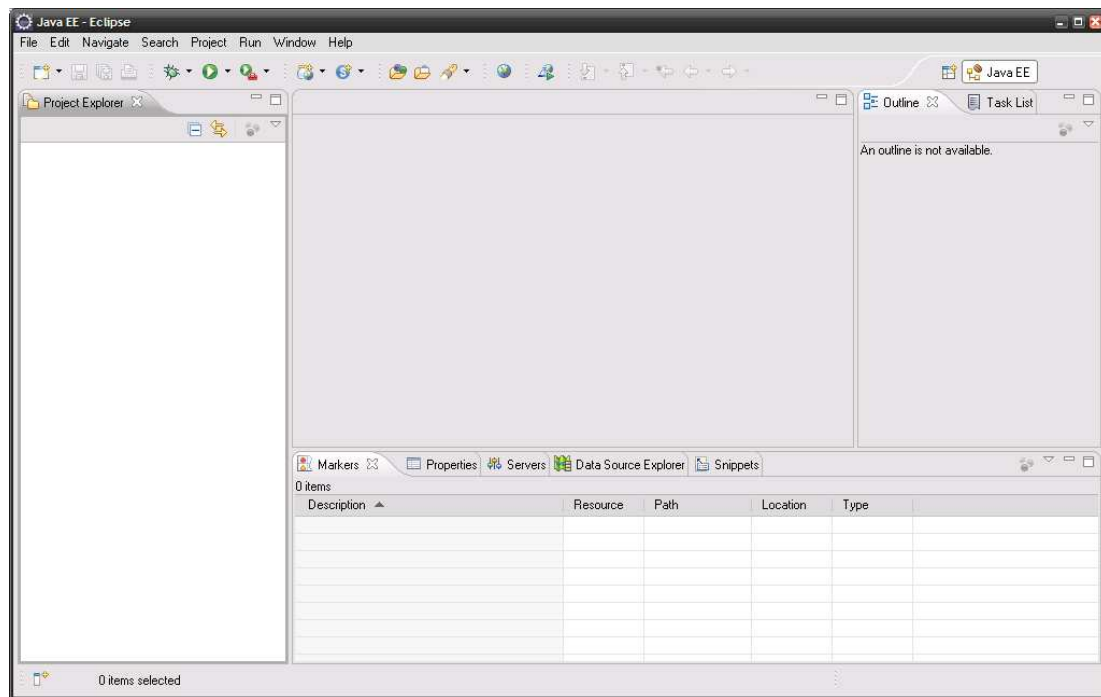 Java EE - Eclipse
File Edit Navigate Search Project Run Window Help
Java EE
Project Explorer
Outline Task List
An outline is not available.
Markers Properties Servers Data Source Explorer Snippets
0 items
Description Resource Path Location Type
0 items selected